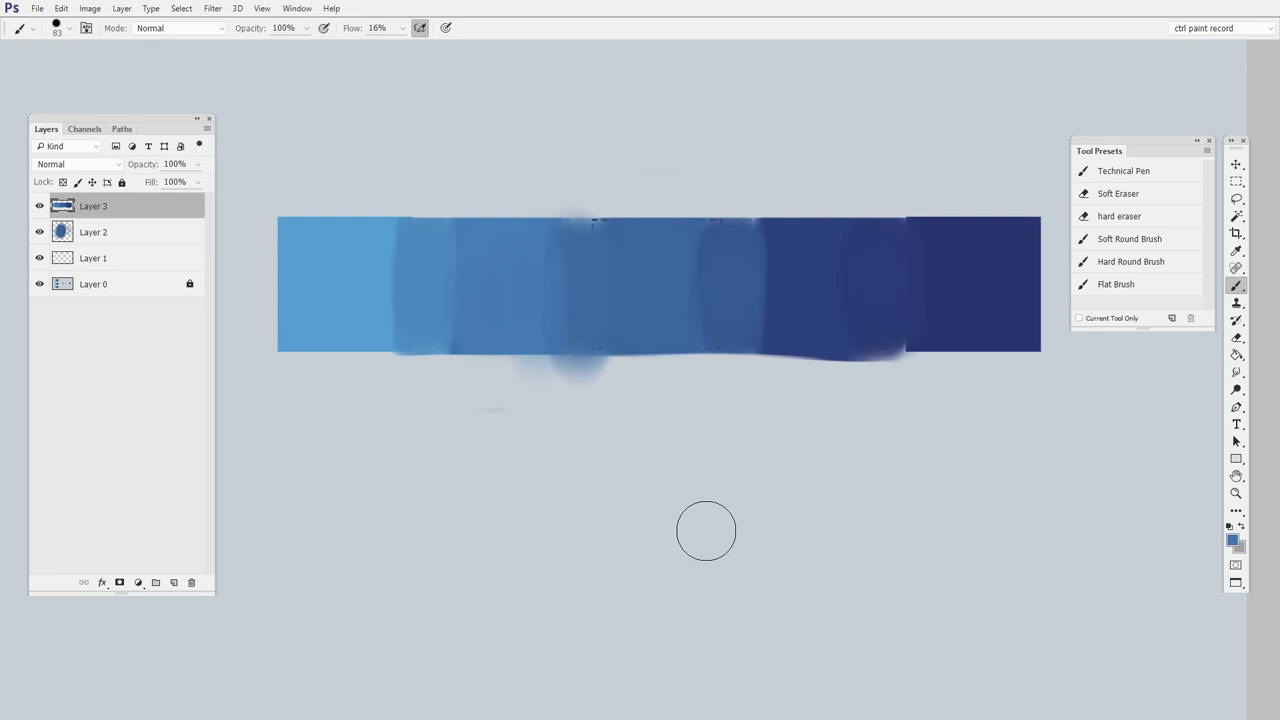 Ps File Edit Image Layer Type Select Filter 3D View Window Help
83 Mode: Normal Opacity: 100% Flow: 16% ctrl paint record
Layers Channels Paths
Kind
Normal Opacity: 100%
Lock: Fill: 100%
Layer 3
Layer 2
Layer 1
Layer 0
fx
Tool Presets
Technical Pen
Soft Eraser
hard eraser
Soft Round Brush
Hard Round Brush
Flat Brush
Current Tool Only